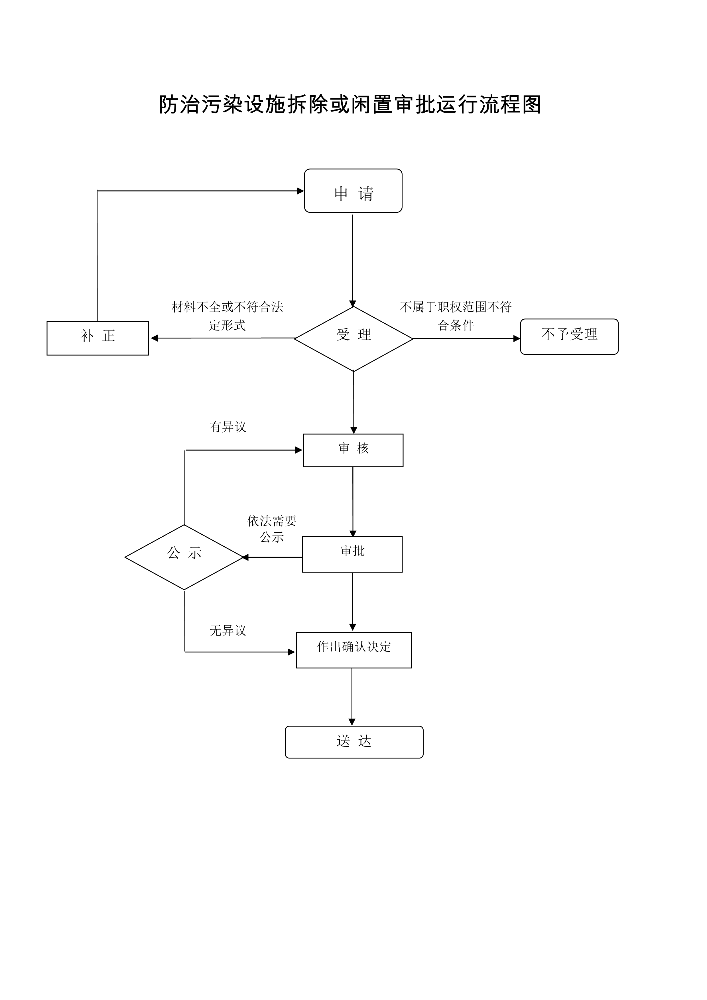 防治污染设施拆除或闲置审批运行流程图
申 请
材料不全或不符合法
定形式
不属于职权范围不符
合条件
补 正
受 理
不予受理
有异议
审 核
依法需要
公示
公 示
审批
无异议
作出确认决定
送 达